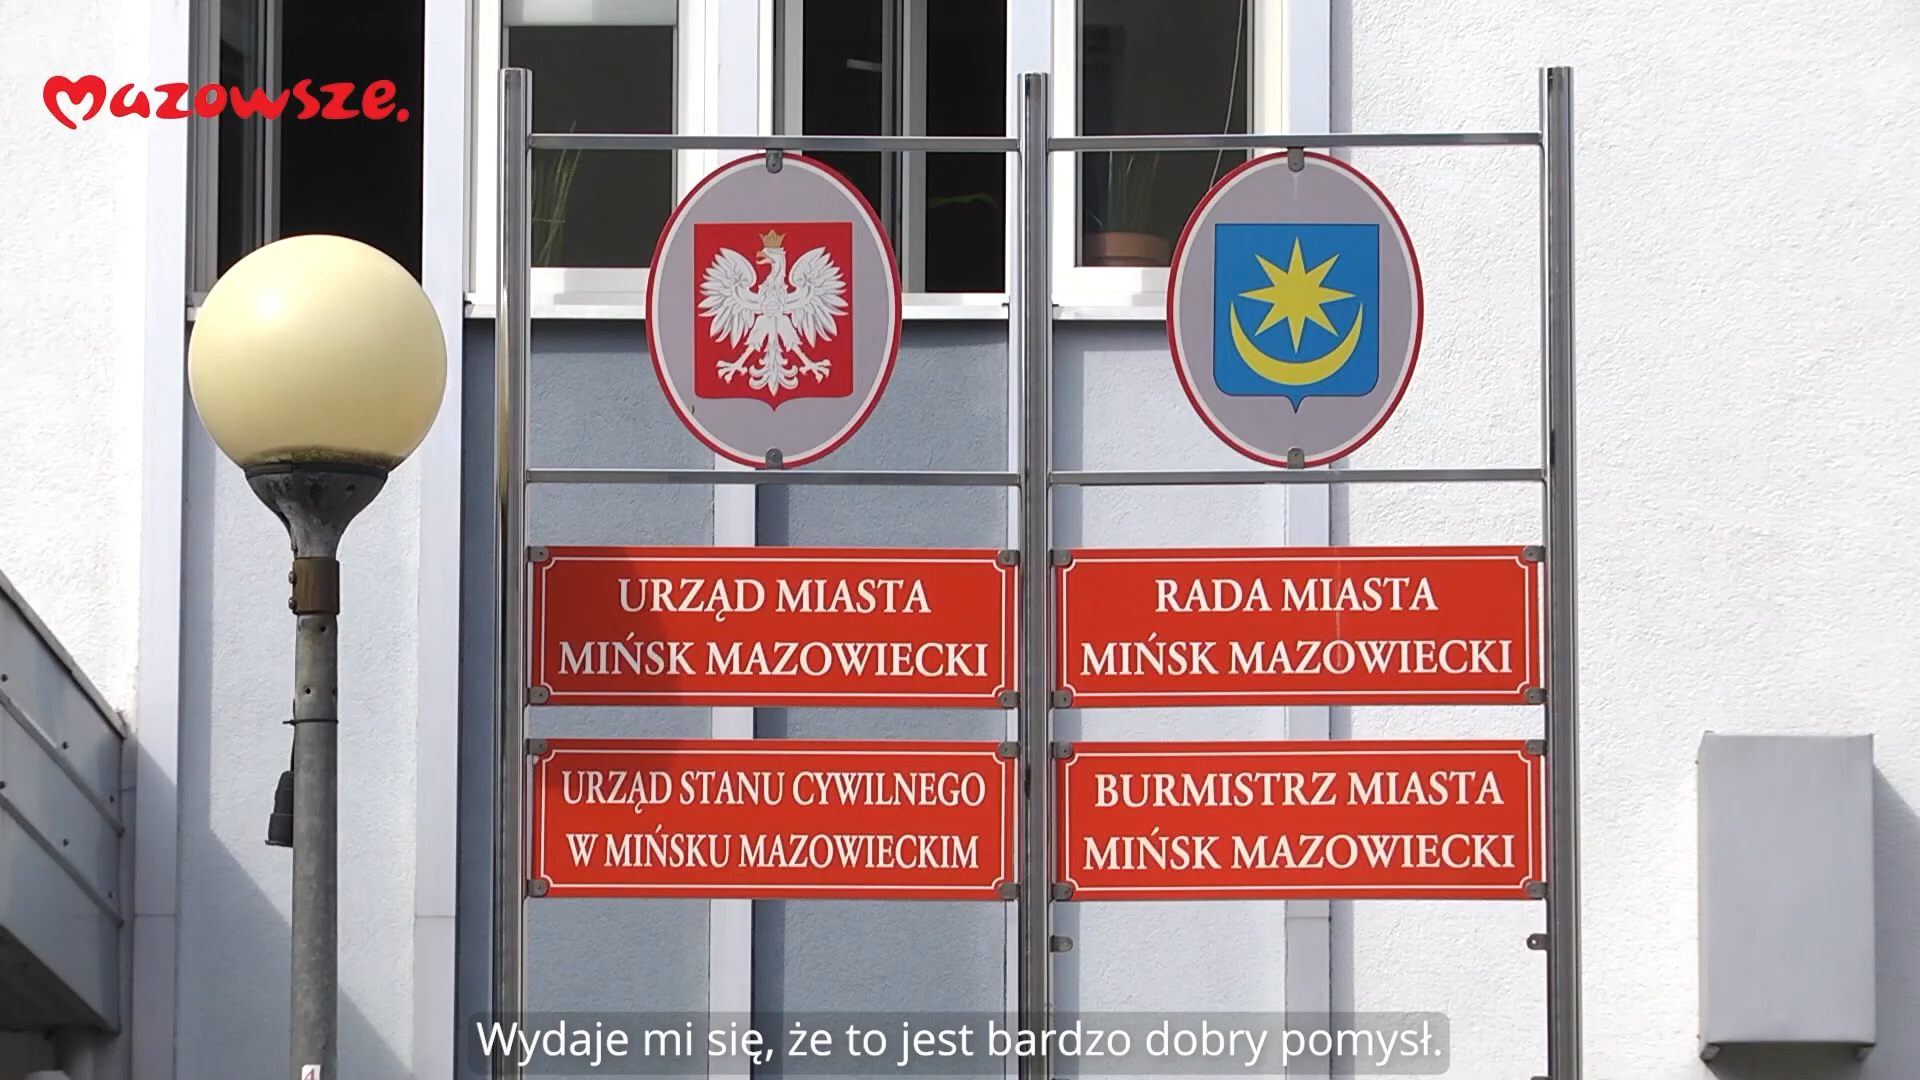 Mazowsze.
URZĄD MIASTA
MIŃSK MAZOWIECKI
RADA MIASTA
MIŃSK MAZOWIECKI
URZĄD STANU CYWILNEGO
W MIŃSKU MAZOWIECKIM
BURMISTRZ MIASTA
MIŃSK MAZOWIECKI
Wydaje mi się, że to jest bardzo dobry pomysł.